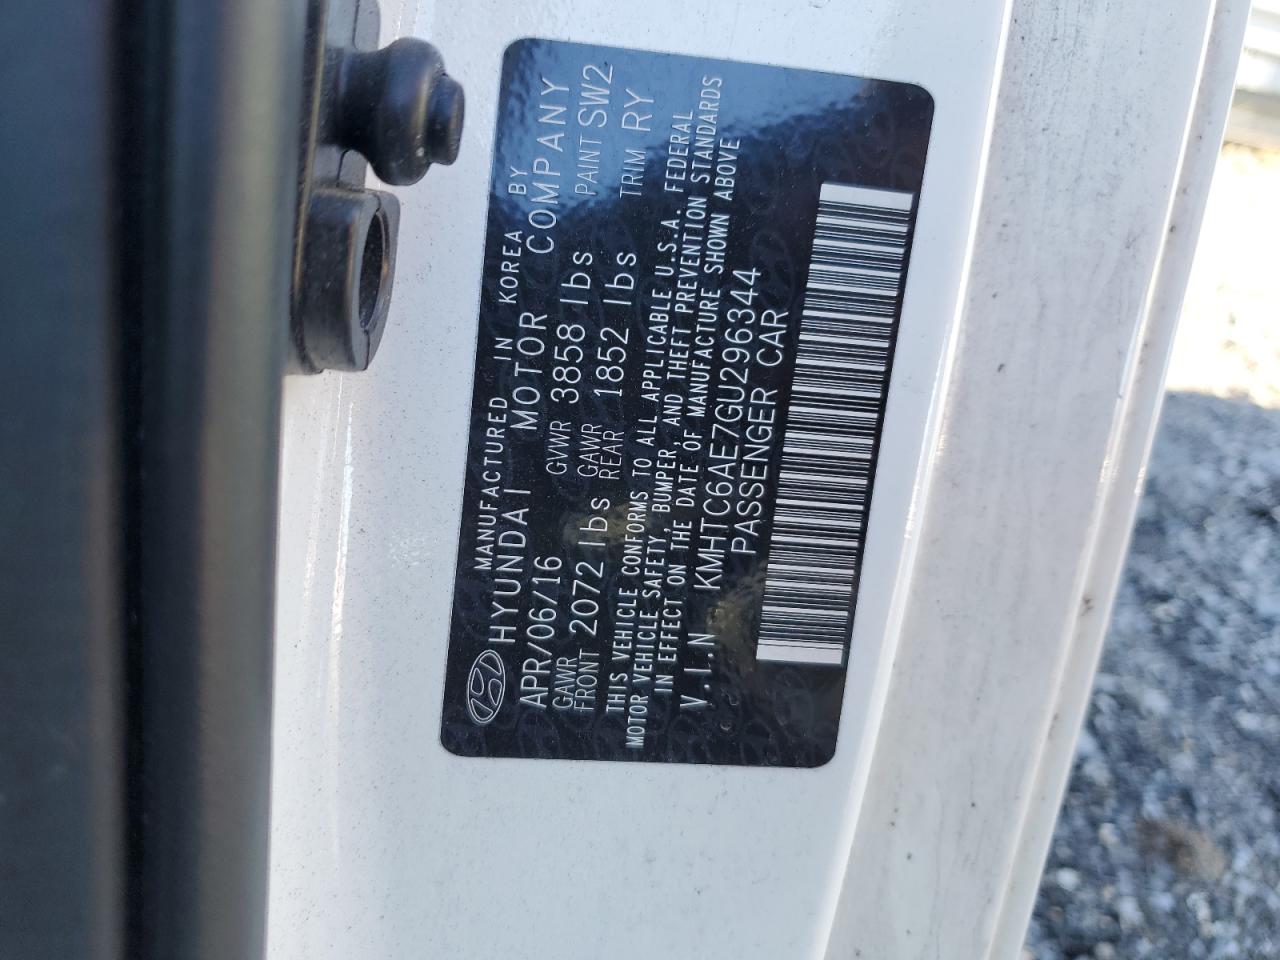 MANUFACTURED IN KOREA BY
HYUNDAI MOTOR COMPANY
APR/06/16 GVWR 3858 lbs PAINT SW2
GAWR FRONT 2072 lbs GAWR REAR 1852 lbs TRIM RY
THIS VEHICLE CONFORMS TO ALL APPLICABLE U.S.A. FEDERAL
MOTOR VEHICLE SAFETY, BUMPER, AND THEFT PREVENTION STANDARDS
IN EFFECT ON THE DATE OF MANUFACTURE SHOWN ABOVE
V.I.N KMHTC6AE7GU296344
PASSENGER CAR